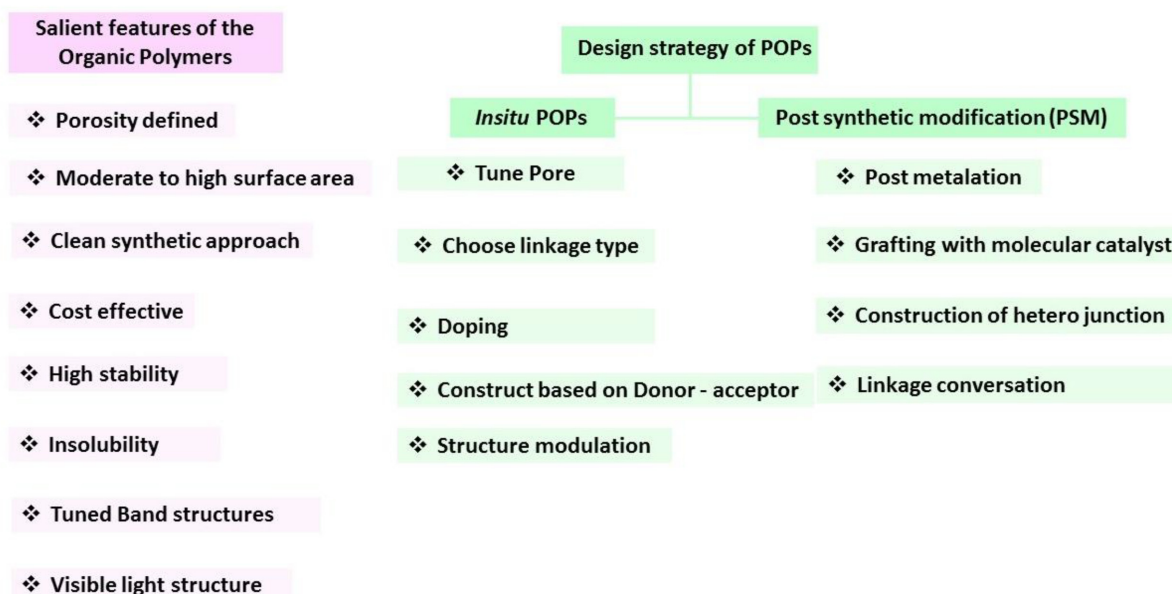 Salient features of the
Organic Polymers
❖ Porosity defined
❖ Moderate to high surface area
❖ Clean synthetic approach
❖ Cost effective
❖ High stability
❖ Insolubility
❖ Tuned Band structures
❖ Visible light structure
Design strategy of POPs
Insitu POPs
❖ Tune Pore
❖ Choose linkage type
❖ Doping
❖ Construct based on Donor - acceptor
❖ Structure modulation
Post synthetic modification (PSM)
❖ Post metalation
❖ Grafting with molecular catalyst
❖ Construction of hetero junction
❖ Linkage conversation